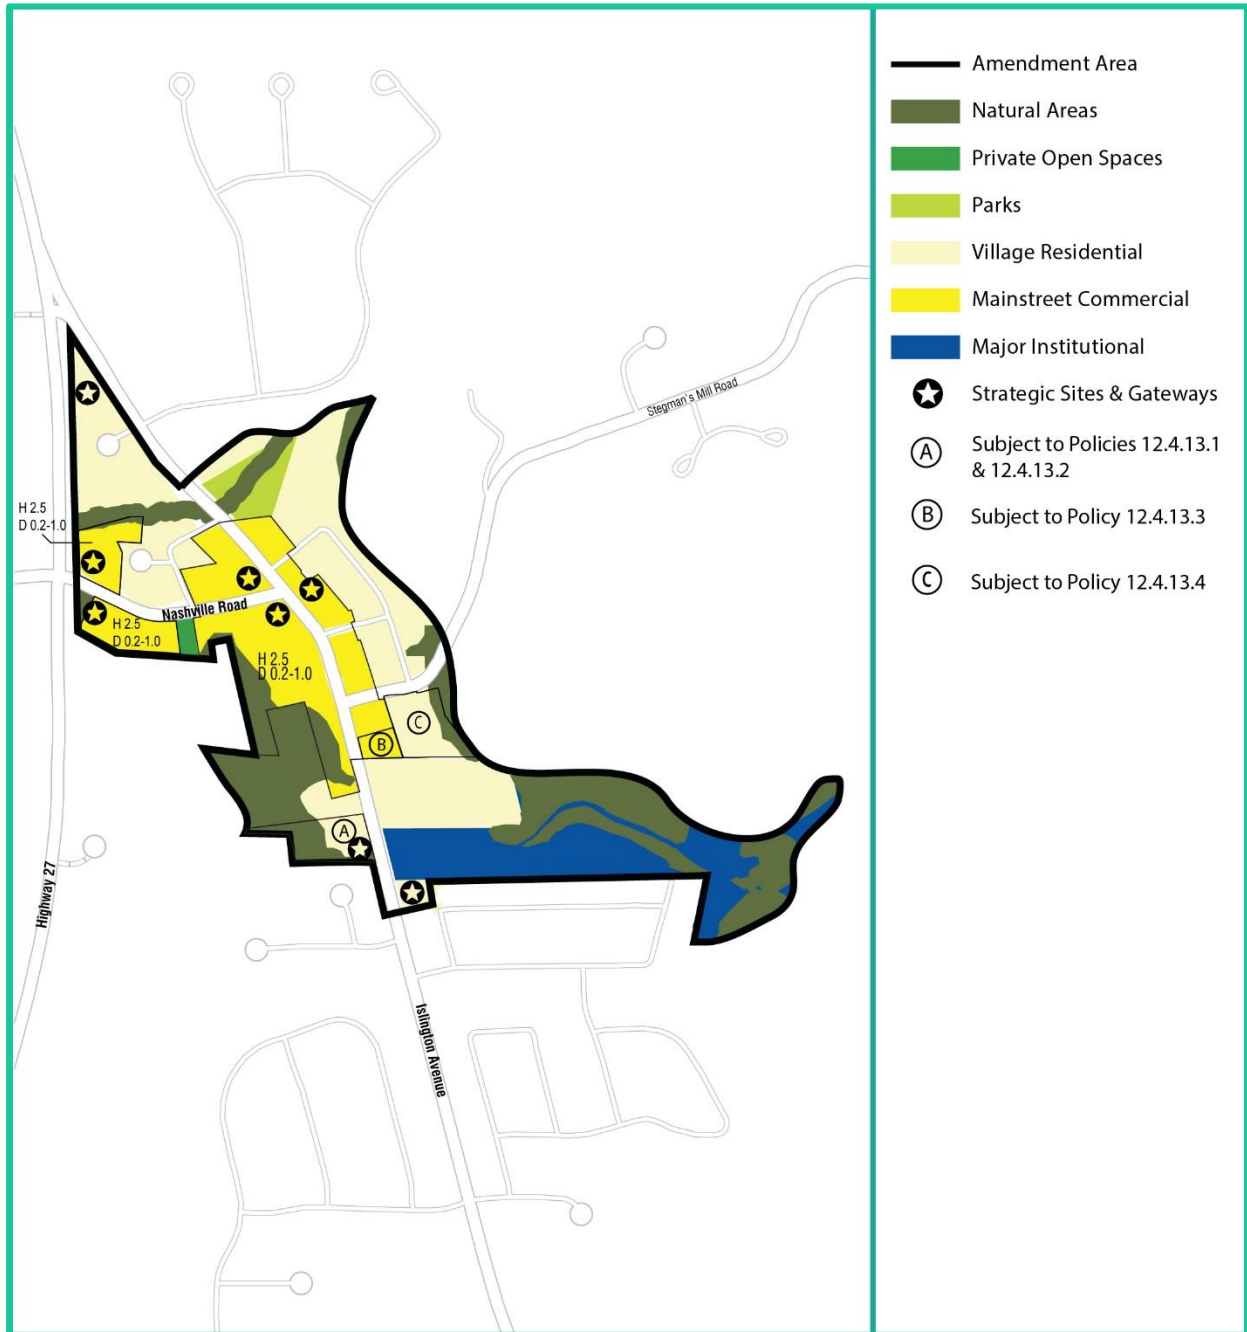 Amendment Area
Natural Areas
Private Open Spaces
Parks
Village Residential
Mainstreet Commercial
Major Institutional
Strategic Sites & Gateways
A
Subject to Policies 12.4.13.1
& 12.4.13.2
B
Subject to Policy 12.4.13.3
C
Subject to Policy 12.4.13.4
Stegman's Mill Road
H 2.5
D 0.2-1.0
Nashville Road
H 2.5
D 0.2-1.0
H 2.5
D 0.2-1.0
C
B
A
Highway 27
Islington Avenue